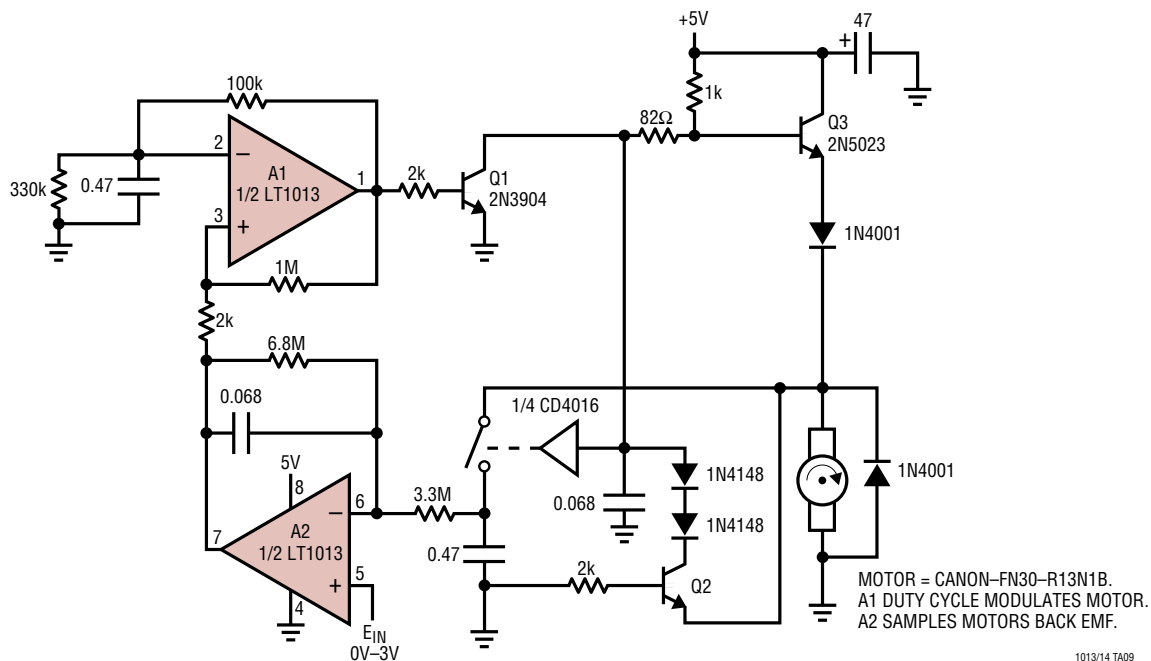 +5V
47
+
100k
1k
82Ω
Q3
2N5023
2
–
A1
1/2 LT1013
1
2k
Q1
2N3904
330k
0.47
3
+
1N4001
1M
2k
6.8M
0.068
1/4 CD4016
5V
8
1N4148
1N4001
3.3M
6
–
0.068
1N4148
7
A2
1/2 LT1013
0.47
2k
Q2
5
+
4
EIN
0V–3V
MOTOR = CANON–FN30–R13N1B.
A1 DUTY CYCLE MODULATES MOTOR.
A2 SAMPLES MOTORS BACK EMF.
1013/14 TA09